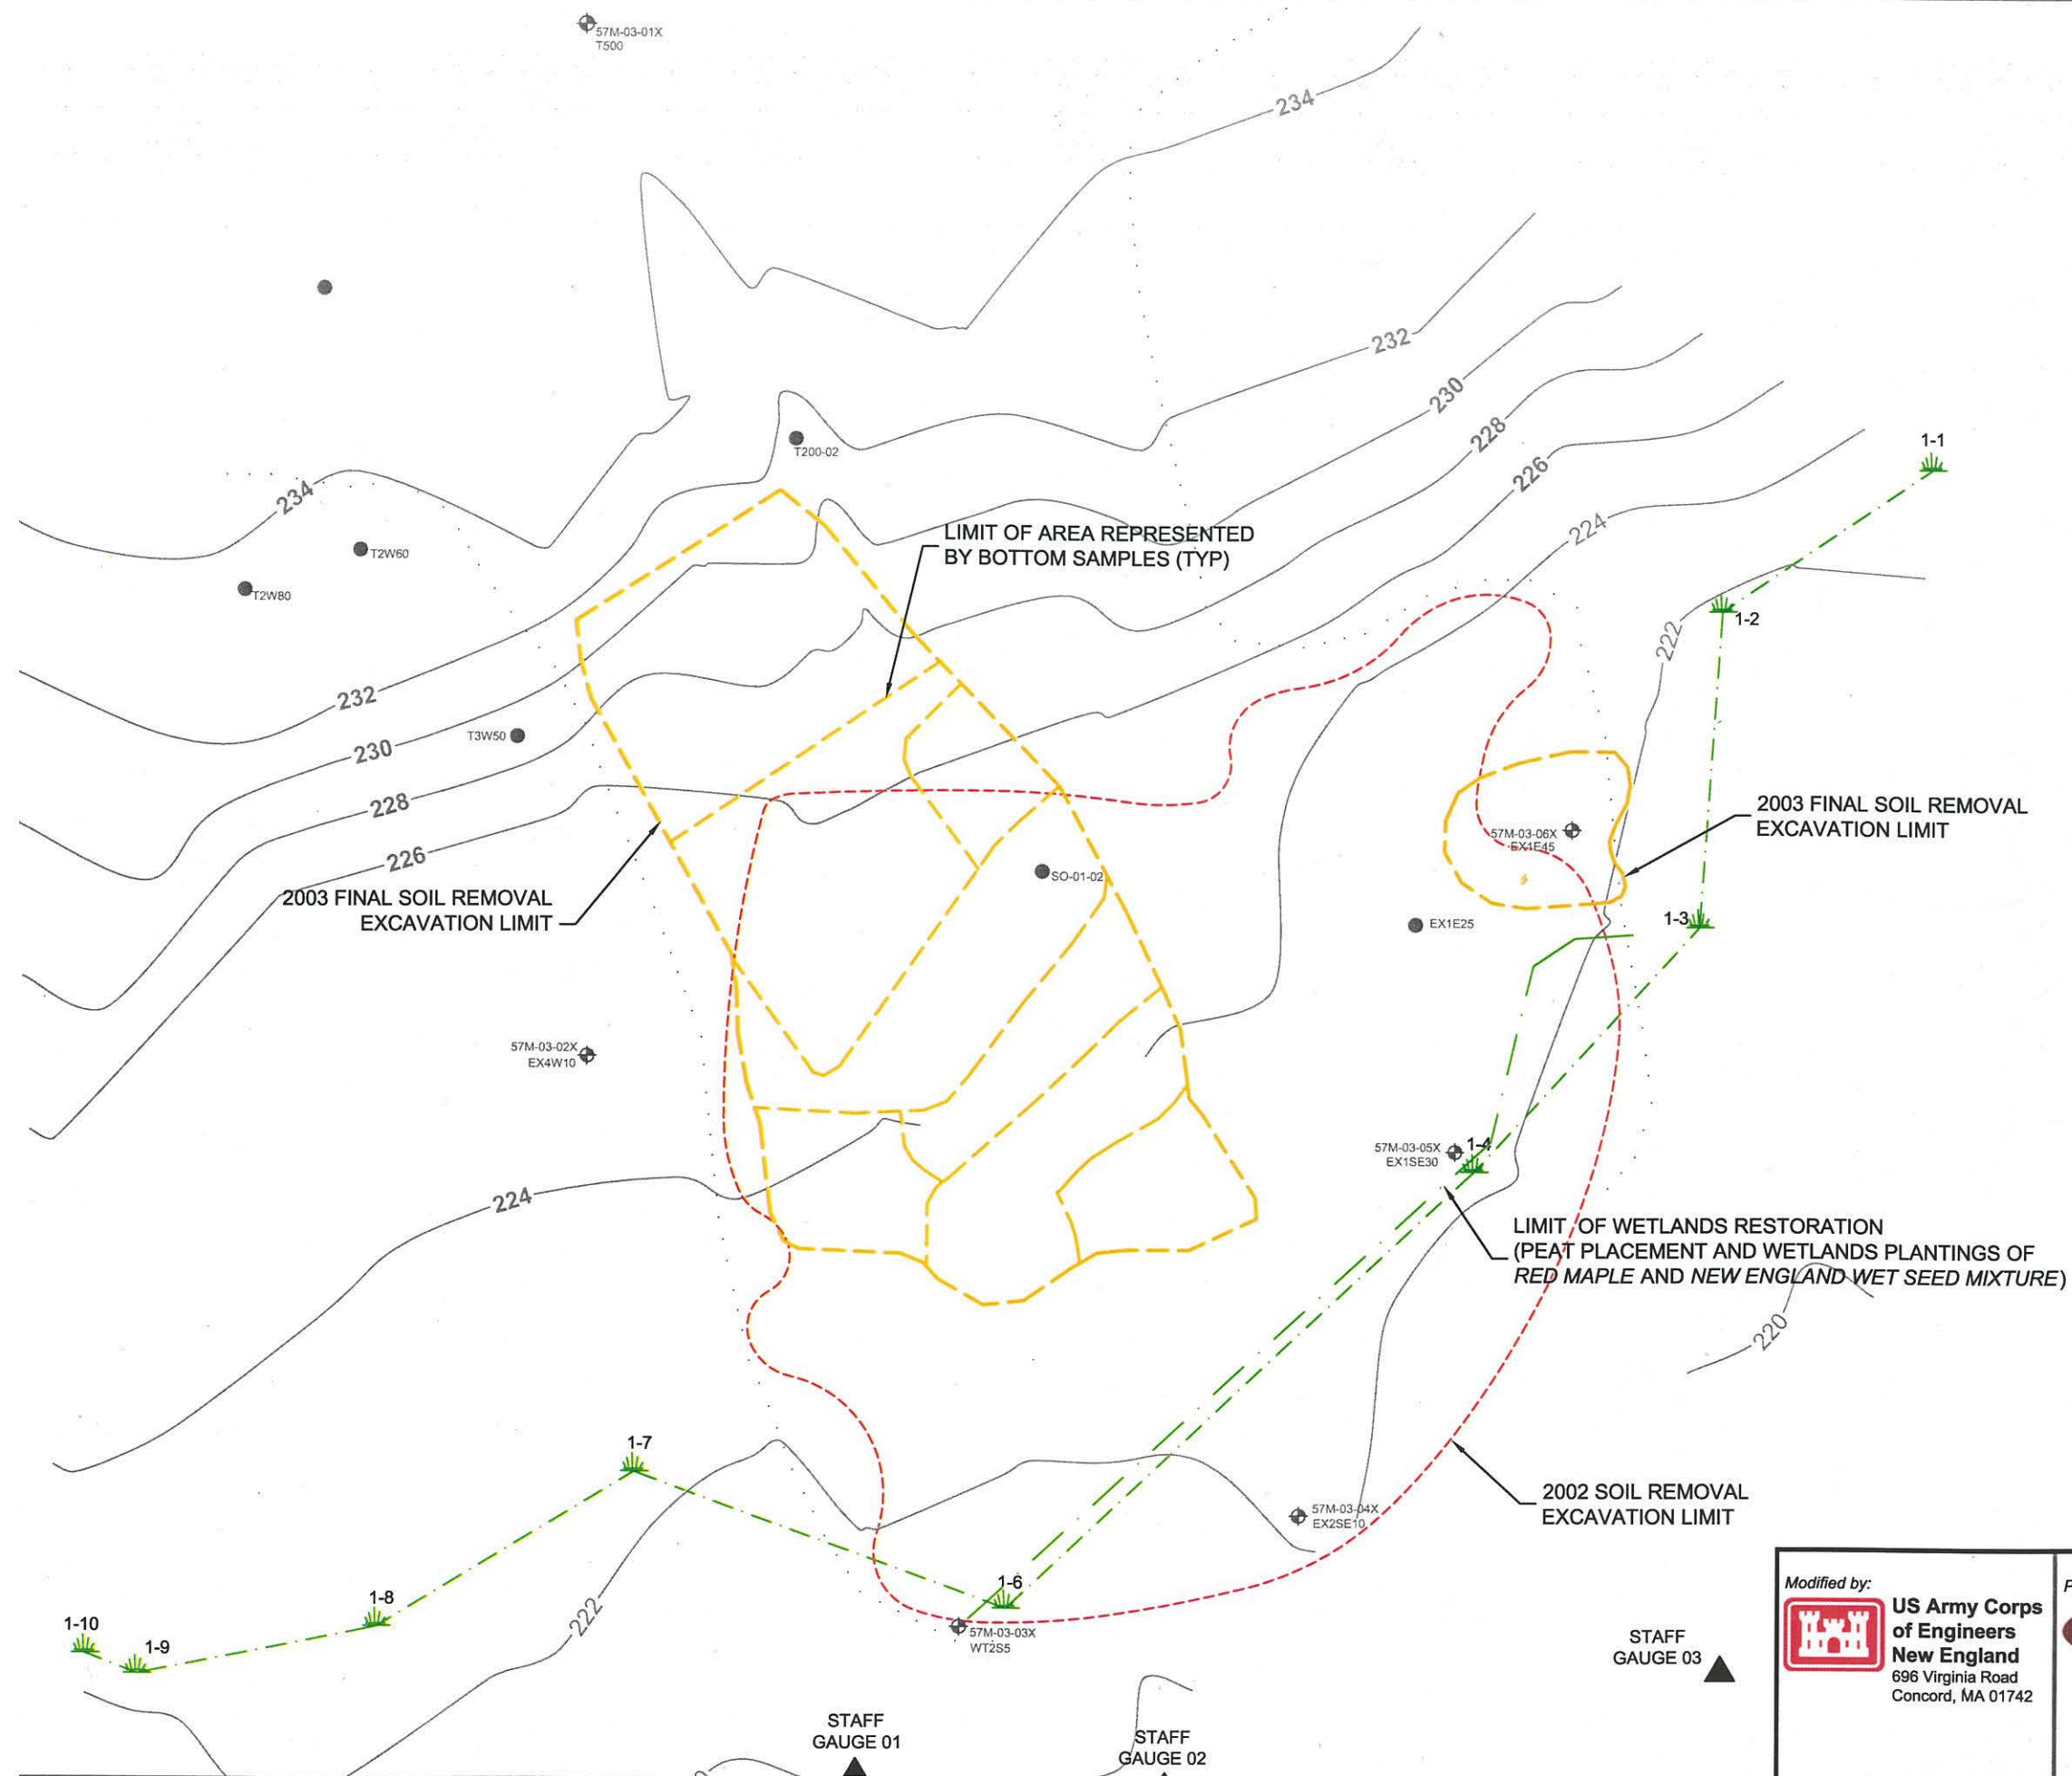 57M-03-01X
T500
234
232
230
228
226
224
1-1
T200-02
234
T2W60
T2W80
LIMIT OF AREA REPRESENTED
BY BOTTOM SAMPLES (TYP)
1-2
222
232
230
T3W50
228
226
2003 FINAL SOIL REMOVAL
EXCAVATION LIMIT
57M-03-06X
EX1E45
2003 FINAL SOIL REMOVAL
EXCAVATION LIMIT
SO-01-02
EX1E25
1-3
57M-03-02X
EX4W10
57M-03-05X
EX1SE30
1-4
224
LIMIT OF WETLANDS RESTORATION
(PEAT PLACEMENT AND WETLANDS PLANTINGS OF
RED MAPLE AND NEW ENGLAND WET SEED MIXTURE)
220
1-7
2002 SOIL REMOVAL
EXCAVATION LIMIT
57M-03-04X
EX2SE10
1-6
1-8
222
1-10
1-9
57M-03-03X
WT2S5
STAFF
GAUGE 03
STAFF
GAUGE 01
STAFF
GAUGE 02
Modified by:
US Army Corps
of Engineers
New England
696 Virginia Road
Concord, MA 01742